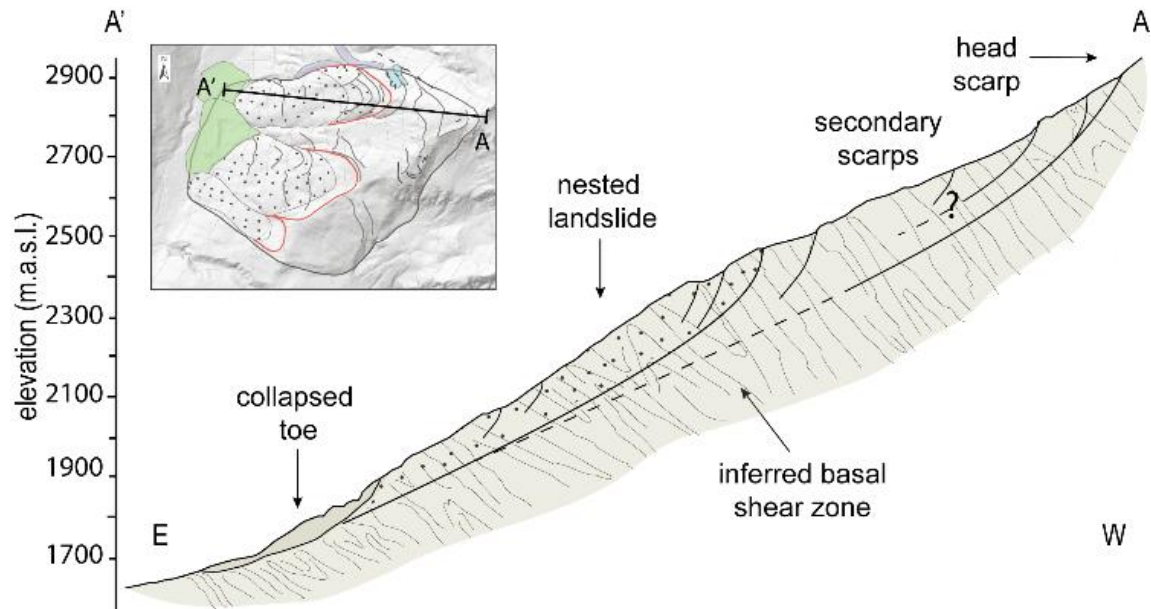 A'
A
head
scarp
secondary
scarps
nested
landslide
?
collapsed
toe
inferred basal
shear zone
E
W
elevation (m.a.s.l.)
2900
2700
2500
2300
2100
1900
1700
A'
A